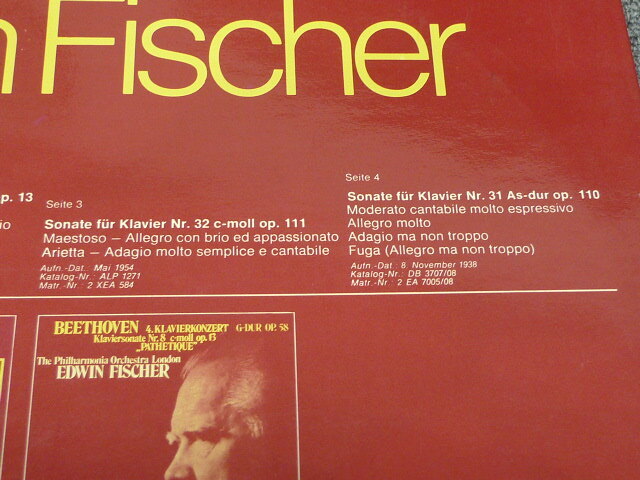 n Fischer
op. 13
io
Seite 3
Sonate für Klavier Nr. 32 c-moll op. 111
Maestoso – Allegro con brio ed appassionato
Arietta – Adagio molto semplice e cantabile
Aufn.-Dat.: Mai 1954
Katalog-Nr.: ALP 1271
Matr.-Nr.: 2 XEA 584
Seite 4
Sonate für Klavier Nr. 31 As-dur op. 110
Moderato cantabile molto espressivo
Allegro molto
Adagio ma non troppo
Fuga (Allegro ma non troppo)
Aufn.-Dat.: 8. November 1938
Katalog-Nr.: DB 3707/08
Matr.-Nr.: 2 EA 7005/08
BEETHOVEN 4. KLAVIERKONZERT G-DUR OP. 58
Klaviersonate Nr. 8 c-moll op. 13
„PATHETIQUE"
The Philharmonia Orchestra London
EDWIN FISCHER